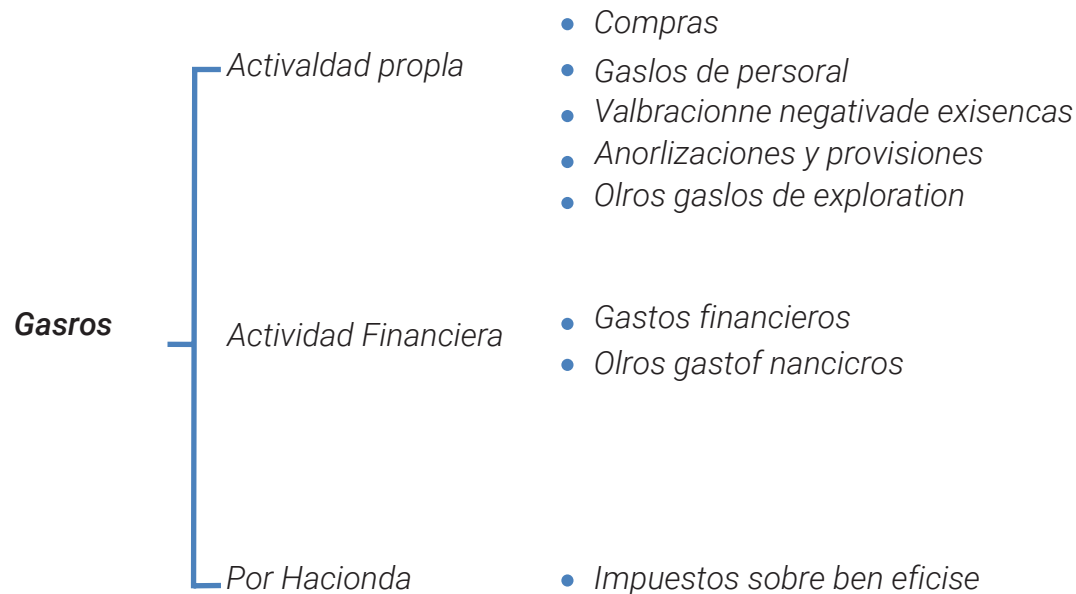 Gasros
Activaldad propla
• Compras
• Gaslos de persoral
• Valbracionne negativade exisencas
• Anorlizaciones y provisiones
• Olros gaslos de exploration
Actividad Financiera
• Gastos financieros
• Olros gastof nancicros
Por Hacionda
• Impuestos sobre ben eficise